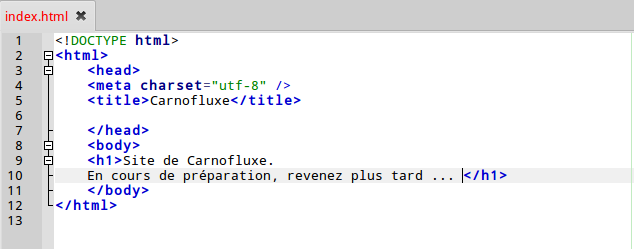 index.html ✖
1 <!DOCTYPE html>
2 <html>
3 <head>
4 <meta charset="utf-8" />
5 <title>Carnofluxe</title>
6
7 </head>
8 <body>
9 <h1>Site de Carnofluxe.
10 En cours de préparation, revenez plus tard ... </h1>
11 </body>
12 </html>
13